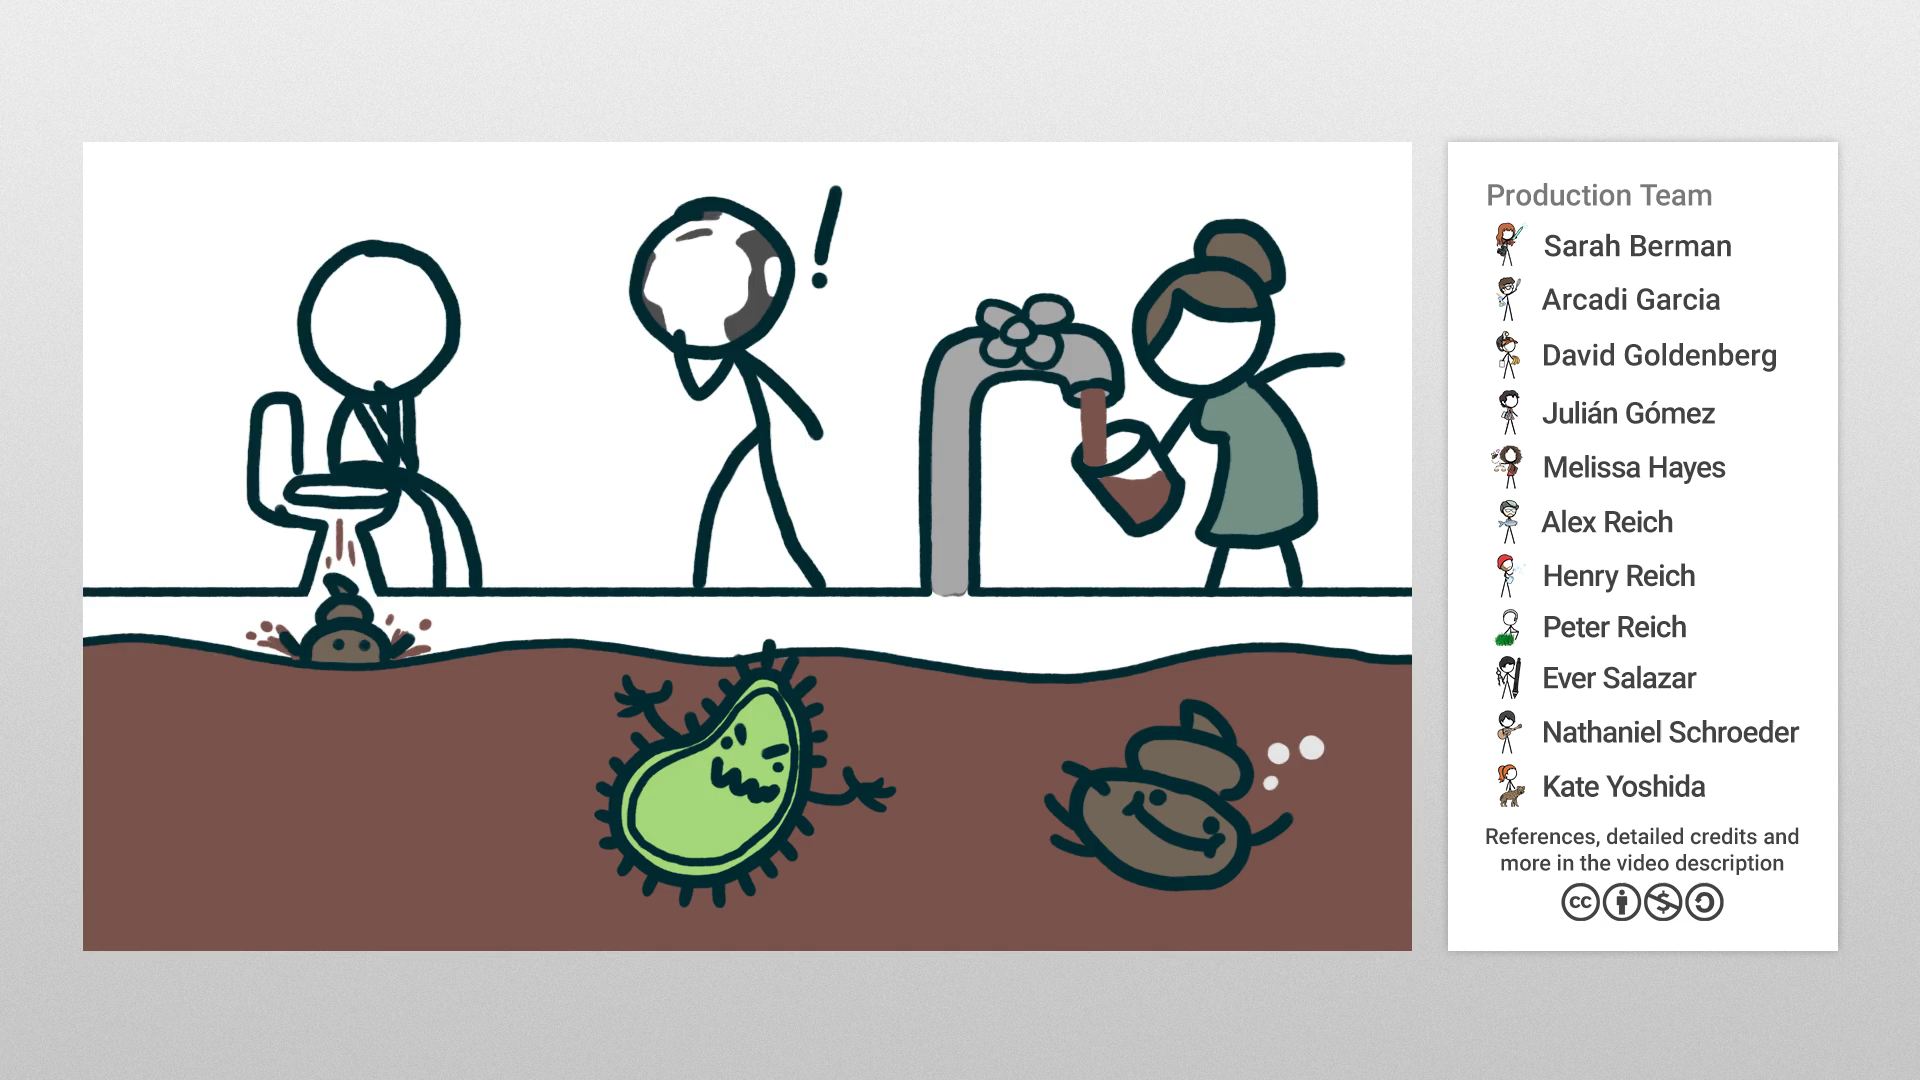 Production Team
Sarah Berman
Arcadi Garcia
David Goldenberg
Julián Gómez
Melissa Hayes
Alex Reich
Henry Reich
Peter Reich
Ever Salazar
Nathaniel Schroeder
Kate Yoshida
References, detailed credits and
more in the video description
cc